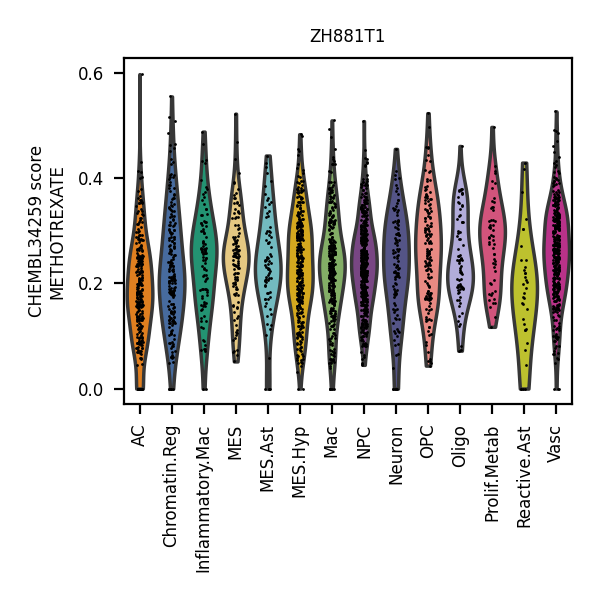 ZH881T1
CHEMBL34259 score
METHOTREXATE
0.6
0.4
0.2
0.0
AC
Chromatin.Reg
Inflammatory.Mac
MES
MES.Ast
MES.Hyp
Mac
NPC
Neuron
OPC
Oligo
Prolif.Metab
Reactive.Ast
Vasc